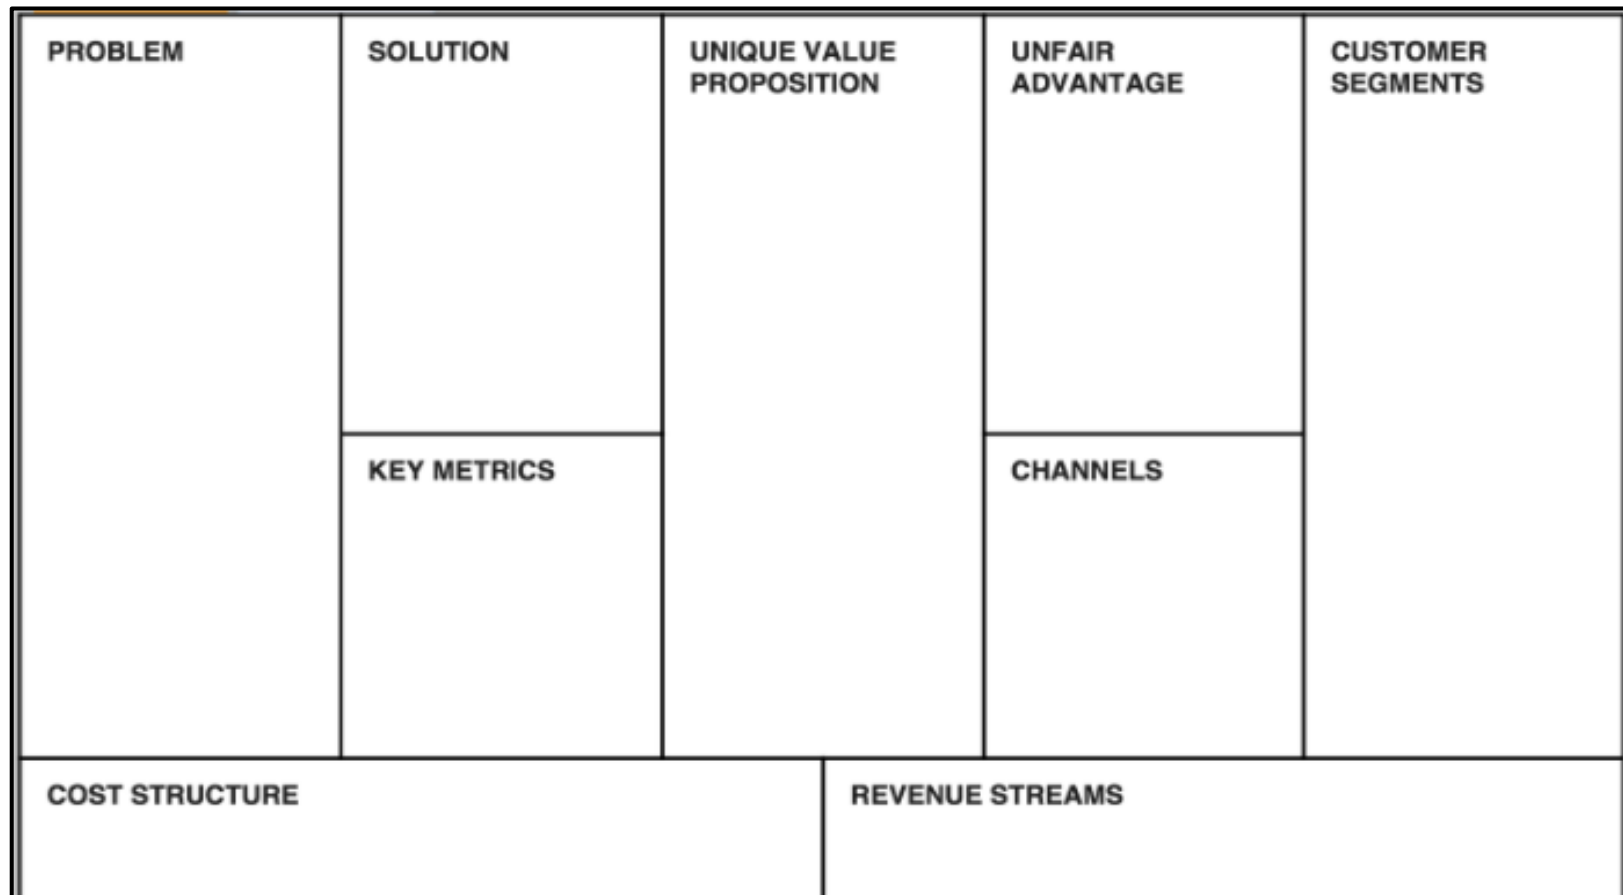 PROBLEM
SOLUTION
UNIQUE VALUE
PROPOSITION
UNFAIR
ADVANTAGE
CUSTOMER
SEGMENTS
KEY METRICS
CHANNELS
COST STRUCTURE
REVENUE STREAMS